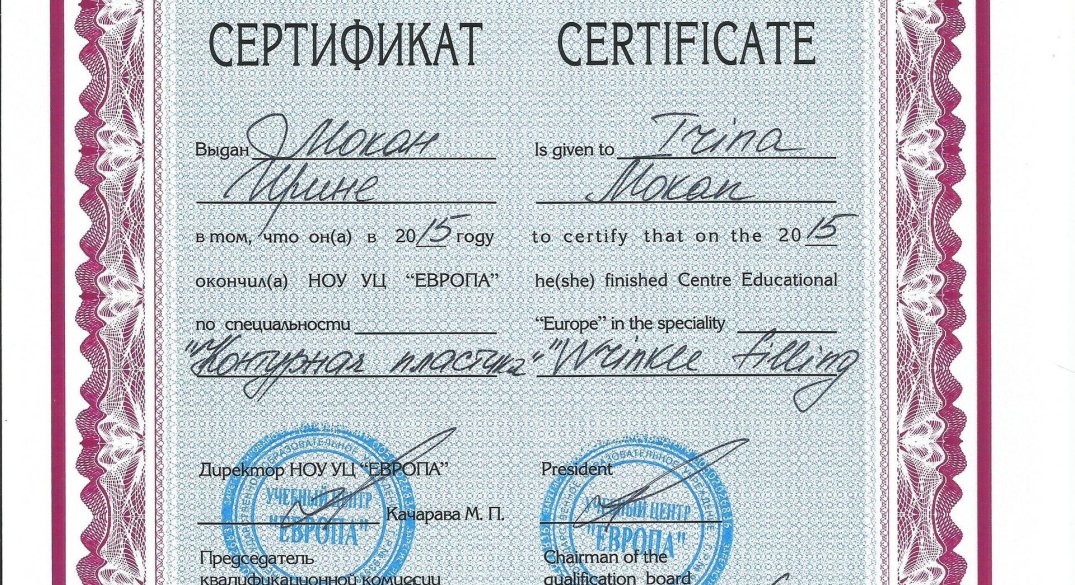 СЕРТИФИКАТ
Выдан Мокан
Ирине
в том, что он(а) в 2015 году
окончил(а) НОУ УЦ “ЕВРОПА”
по специальности
"Контурная пластика"
Директор НОУ УЦ “ЕВРОПА”
УЧЕБНЫЙ ЦЕНТР
"ЕВРОПА"
Качарава М. П.
Председатель
квалификационной комиссии
CERTIFICATE
Is given to Irina
Mokan
to certify that on the 2015
he(she) finished Centre Educational
“Europe” in the speciality
"Wrinkle filling
President
УЧЕБНЫЙ ЦЕНТР
"ЕВРОПА"
Chairman of the
qualification board